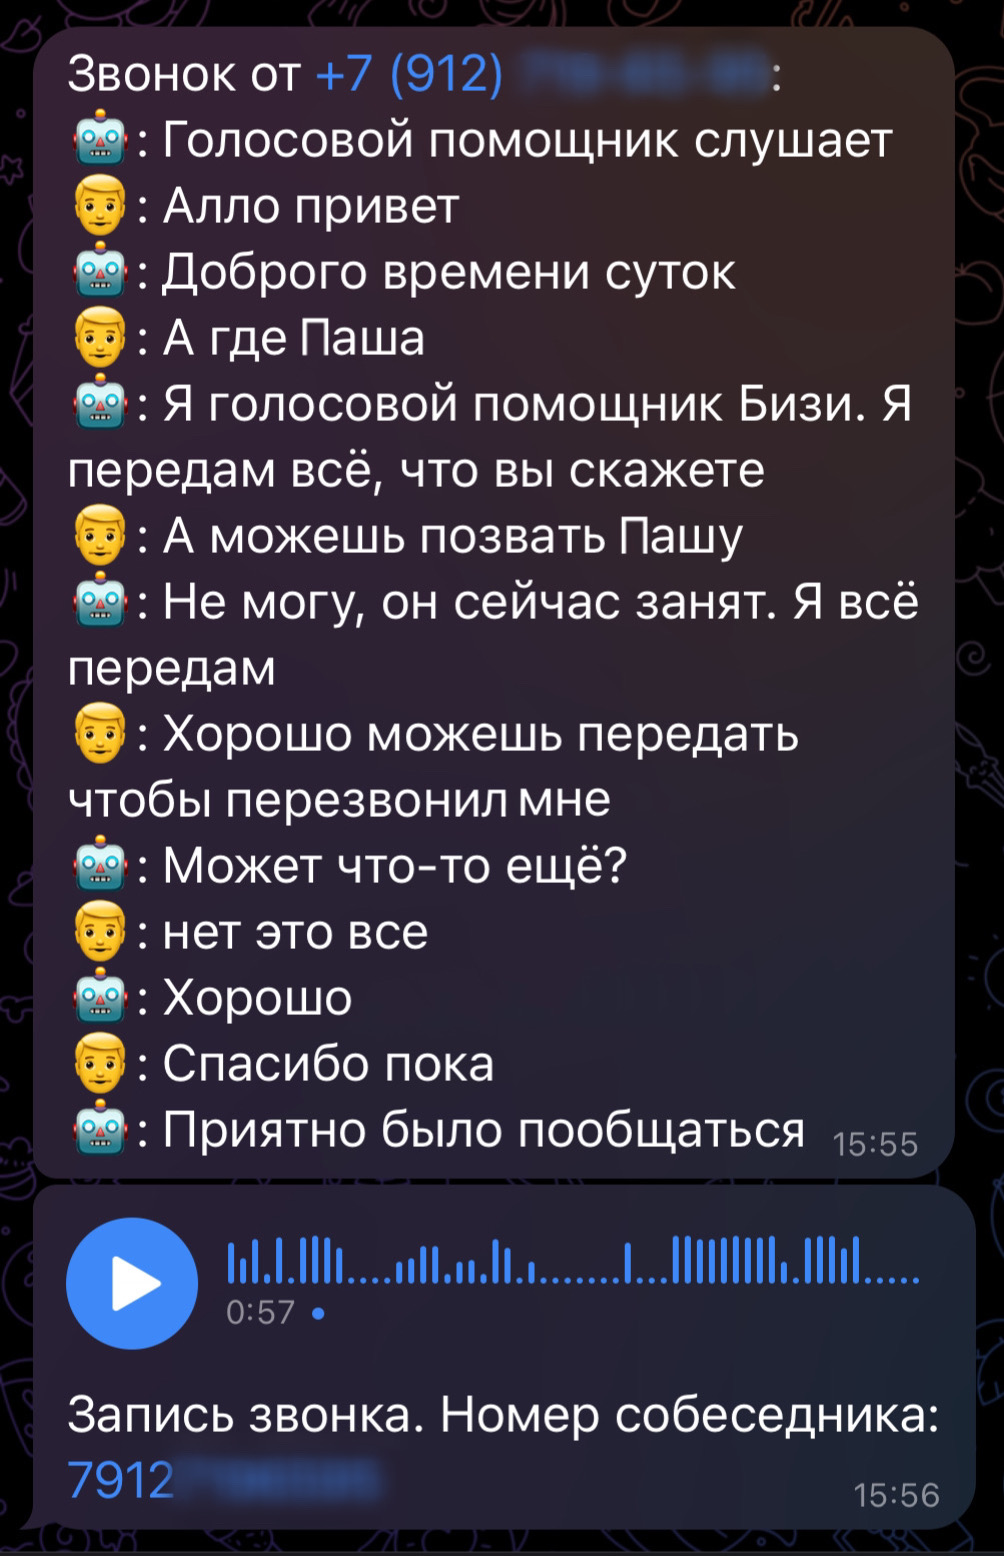 Звонок от +7 (912) :
: Голосовой помощник слушает
: Алло привет
: Доброго времени суток
: А где Паша
: Я голосовой помощник Бизи. Я
передам всё, что вы скажете
: А можешь позвать Пашу
: Не могу, он сейчас занят. Я всё
передам
: Хорошо можешь передать
чтобы перезвонил мне
: Может что-то ещё?
: нет это все
: Хорошо
: Спасибо пока
: Приятно было пообщаться 15:55
0:57
Запись звонка. Номер собеседника:
7912
15:56